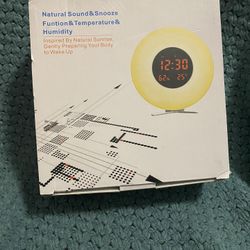 Natural Sound&Snooze
Funtion&Temperature&
Humidity
Inspired By Natural Sunrise,
Gently Preparing Your Body
to Wake Up
12:30
62% 25°